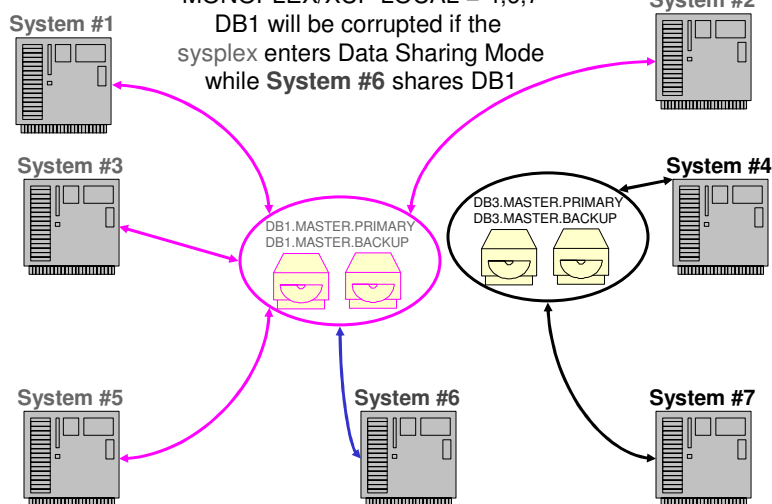 DB1 will be corrupted if the
sysplex enters Data Sharing Mode
while System #6 shares DB1
System #1
System #2
System #3
System #4
DB1.MASTER.PRIMARY
DB1.MASTER.BACKUP
DB3.MASTER.PRIMARY
DB3.MASTER.BACKUP
System #5
System #6
System #7